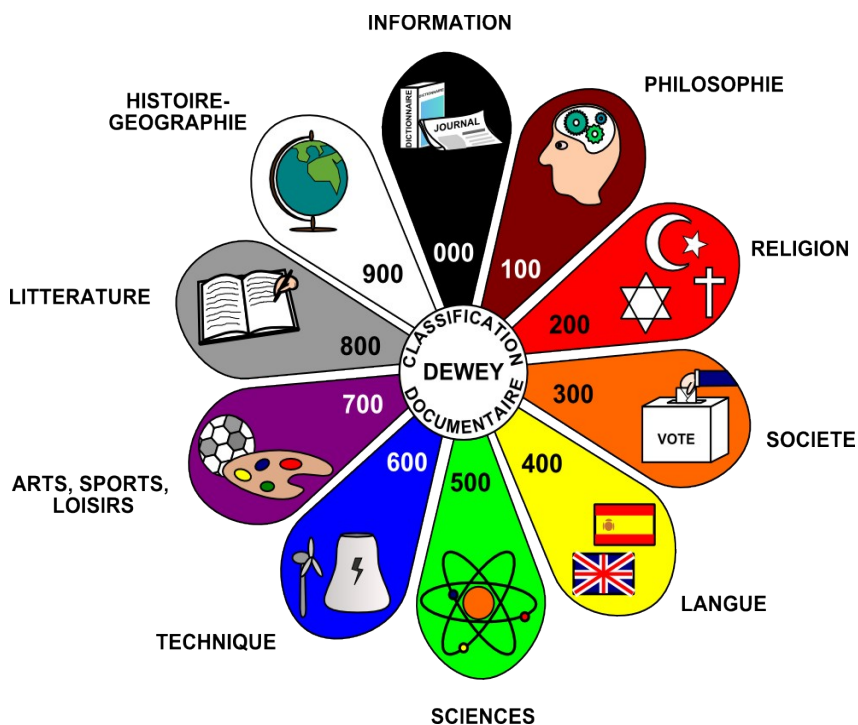 INFORMATION
DICTIONNAIRE
DICTIONNAIRE
JOURNAL
000
PHILOSOPHIE
100
RELIGION
200
SOCIETE
VOTE
300
LANGUE
400
SCIENCES
500
TECHNIQUE
600
ARTS, SPORTS,
LOISIRS
700
LITTERATURE
800
HISTOIRE-
GEOGRAPHIE
900
CLASSIFICATION
DEWEY
DOCUMENTAIRE